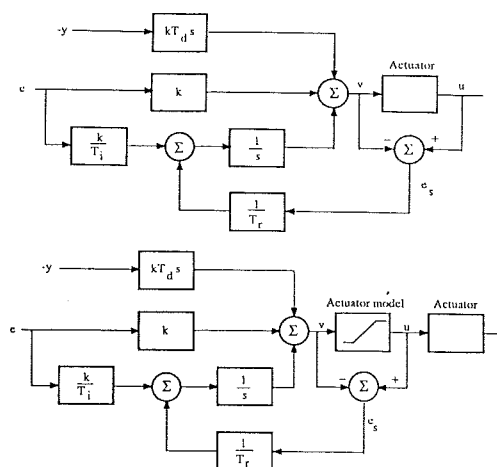 -y
kT_d s
Actuator
e
k
Σ
v
u
k/T_i
Σ
1/s
− Σ +
e_s
1/T_r
-y
kT_d s
Actuator model
Actuator
e
k
Σ
v
u
k/T_i
Σ
1/s
− Σ +
e_s
1/T_r